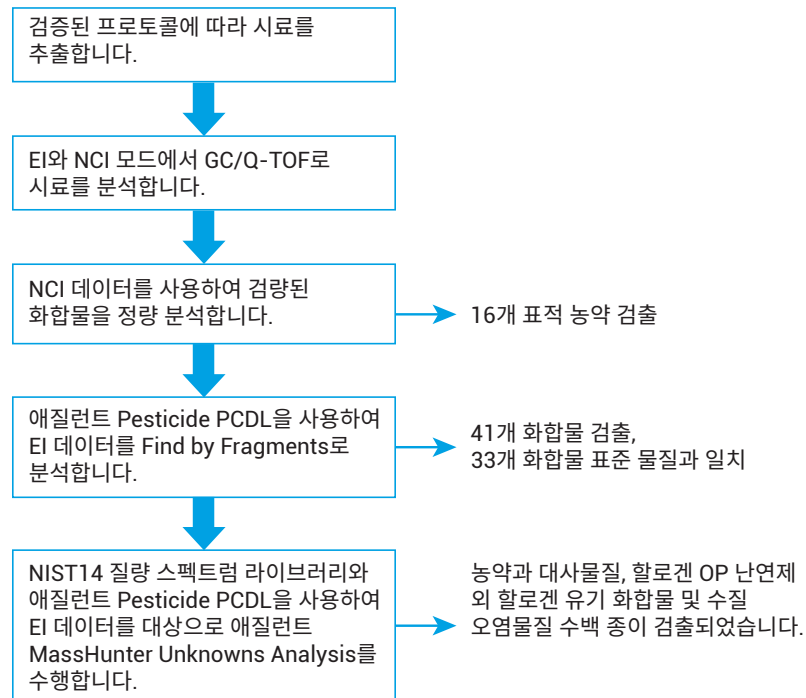 검증된 프로토콜에 따라 시료를
추출합니다.
EI와 NCI 모드에서 GC/Q-TOF로
시료를 분석합니다.
NCI 데이터를 사용하여 검량된
화합물을 정량 분석합니다.
16개 표적 농약 검출
애질런트 Pesticide PCDL을 사용하여
EI 데이터를 Find by Fragments로
분석합니다.
41개 화합물 검출,
33개 화합물 표준 물질과 일치
NIST14 질량 스펙트럼 라이브러리와
애질런트 Pesticide PCDL을 사용하여
EI 데이터를 대상으로 애질런트
MassHunter Unknowns Analysis를
수행합니다.
농약과 대사물질, 할로겐 OP 난연제
외 할로겐 유기 화합물 및 수질
오염물질 수백 종이 검출되었습니다.